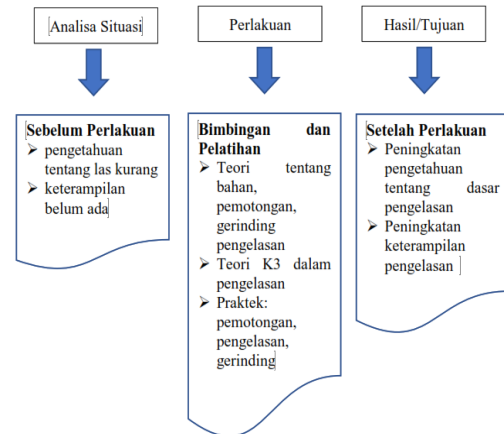 Analisa Situasi
Perlakuan
Hasil/Tujuan
Sebelum Perlakuan
➢ pengetahuan
tentang las kurang
➢ keterampilan
belum ada
Bimbingan dan
Pelatihan
➢ Teori tentang
bahan,
pemotongan,
gerinding
pengelasan
➢ Teori K3 dalam
pengelasan
➢ Praktek:
pemotongan,
pengelasan,
gerinding
Setelah Perlakuan
➢ Peningkatan
pengetahuan
tentang dasar
pengelasan
➢ Peningkatan
keterampilan
pengelasan